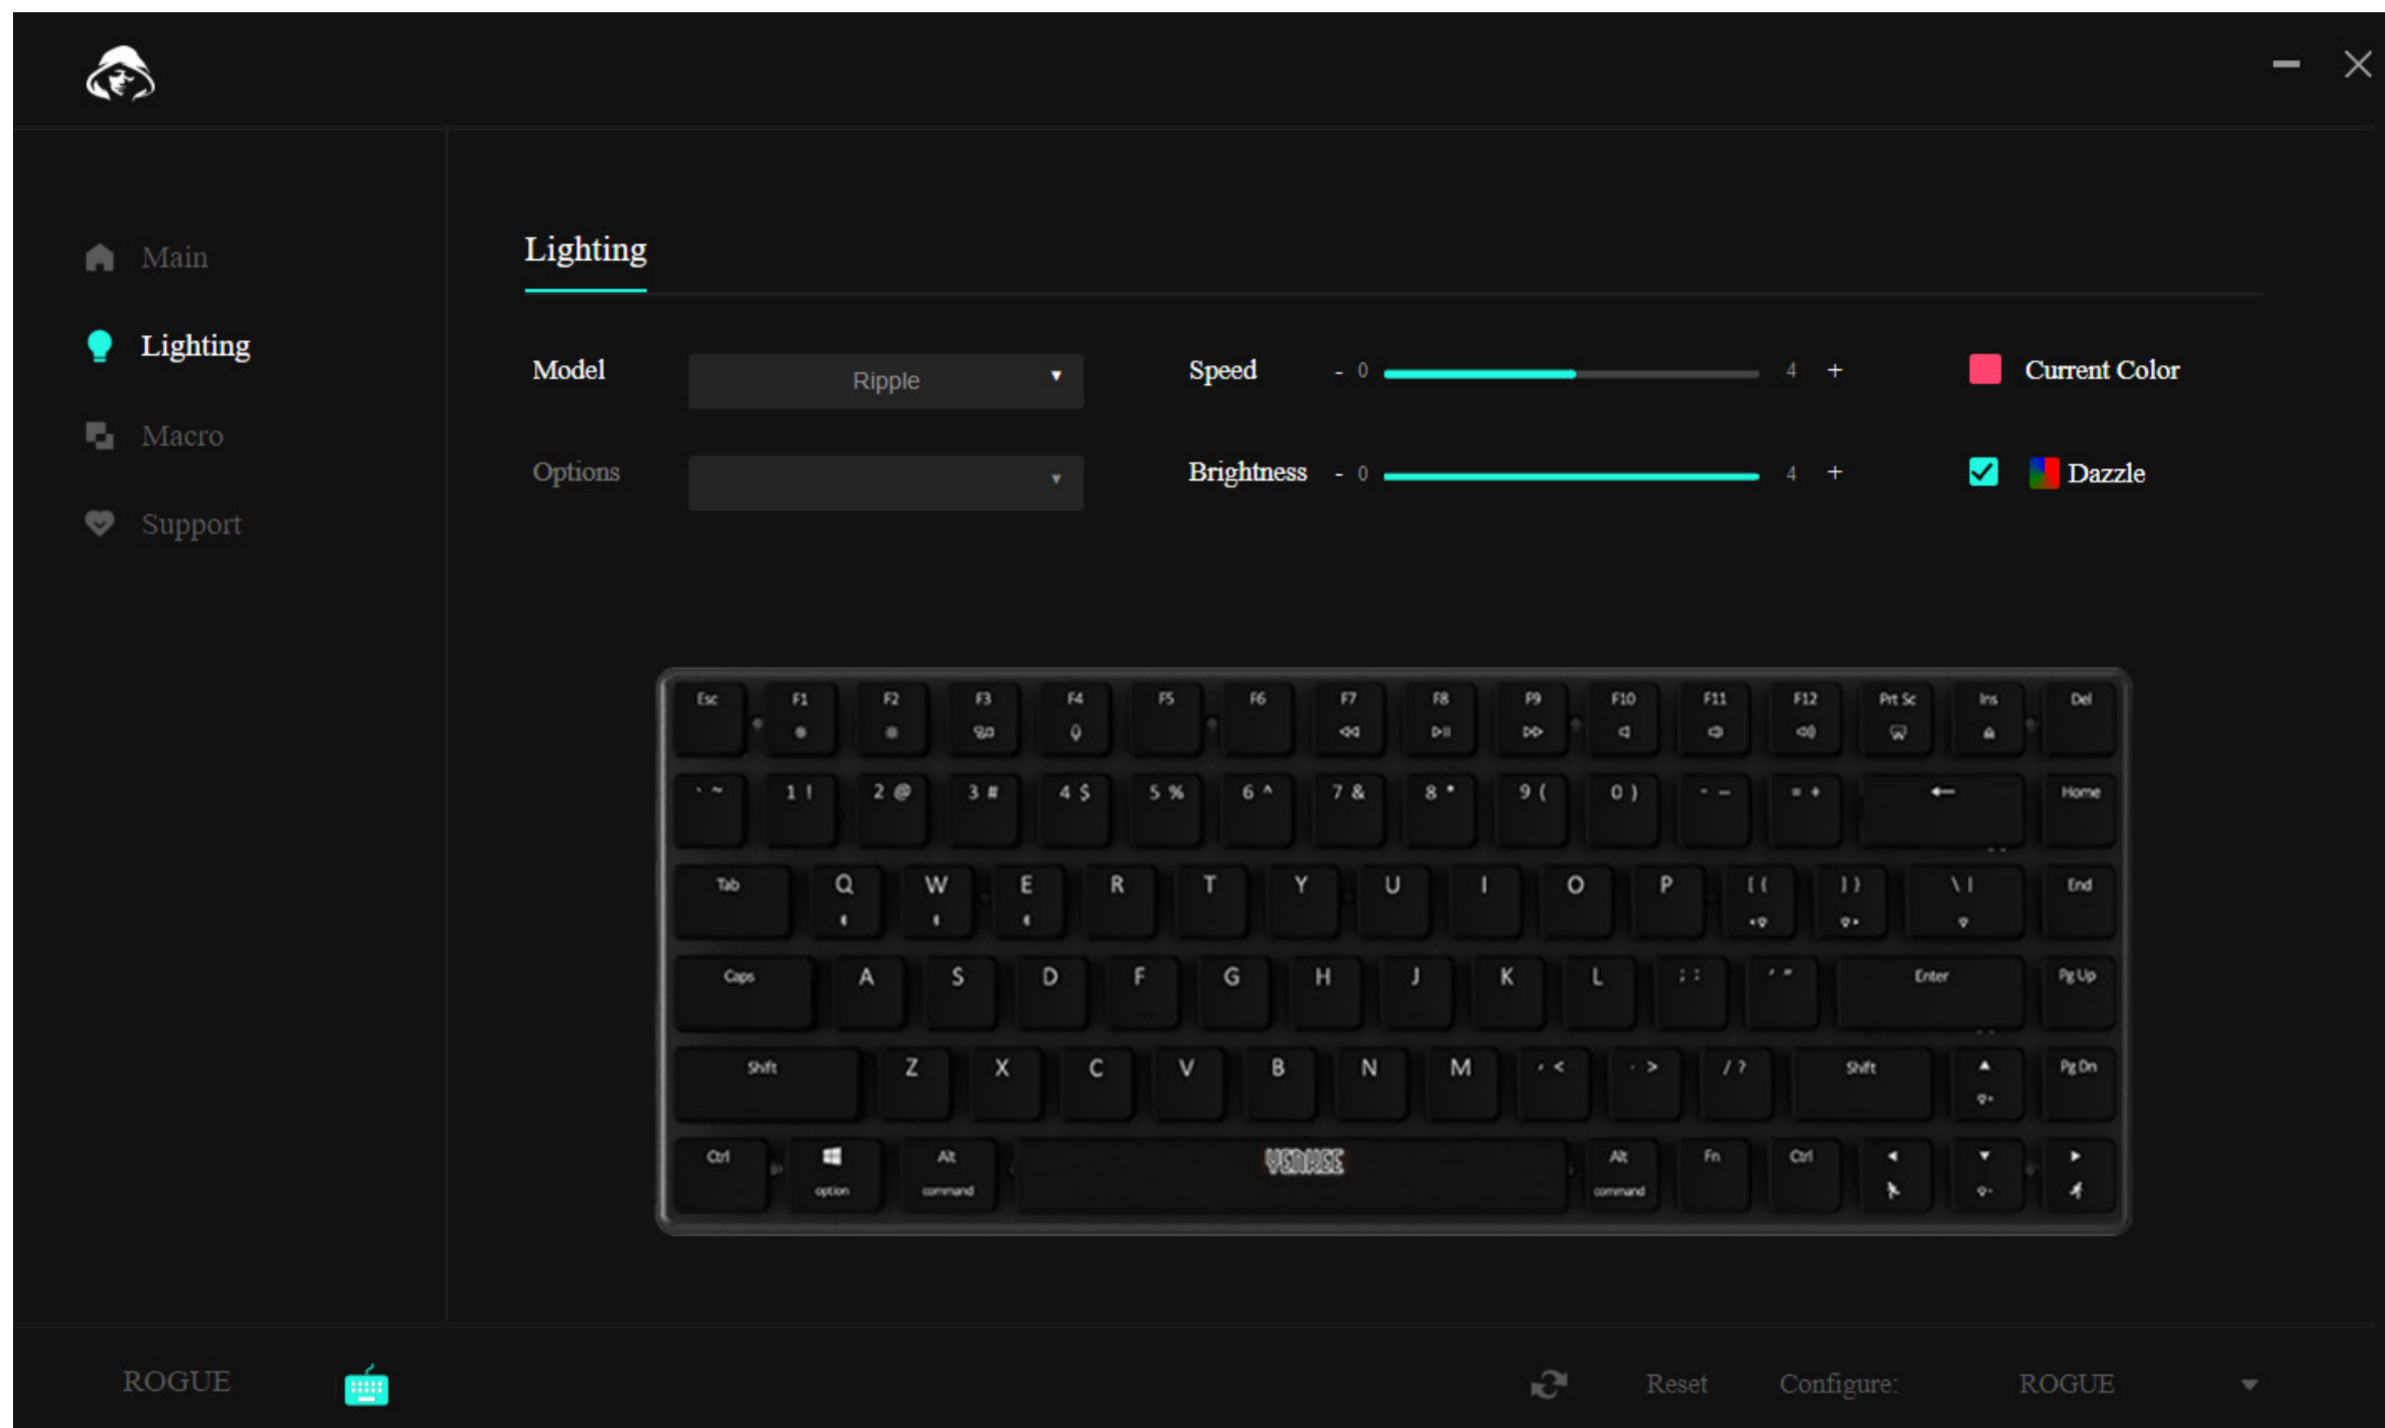 Main
Lighting
Macro
Support
Lighting
Model
Ripple
Speed
- 0
4 +
Current Color
Options
Brightness
- 0
4 +
Dazzle
Esc F1 F2 F3 F4 F5 F6 F7 F8 F9 F10 F11 F12 Prt Sc Ins Del
` ~ 1 ! 2 @ 3 # 4 $ 5 % 6 ^ 7 & 8 * 9 ( 0 ) - _ = + Home
Tab Q W E R T Y U I O P [ { ] } \ | End
Caps A S D F G H J K L ; : ' " Enter Pg Up
Shift Z X C V B N M , < . > / ? Shift Pg Dn
Ctrl Alt YENKEE Alt Fn Ctrl
option command command
ROGUE
Reset
Configure:
ROGUE